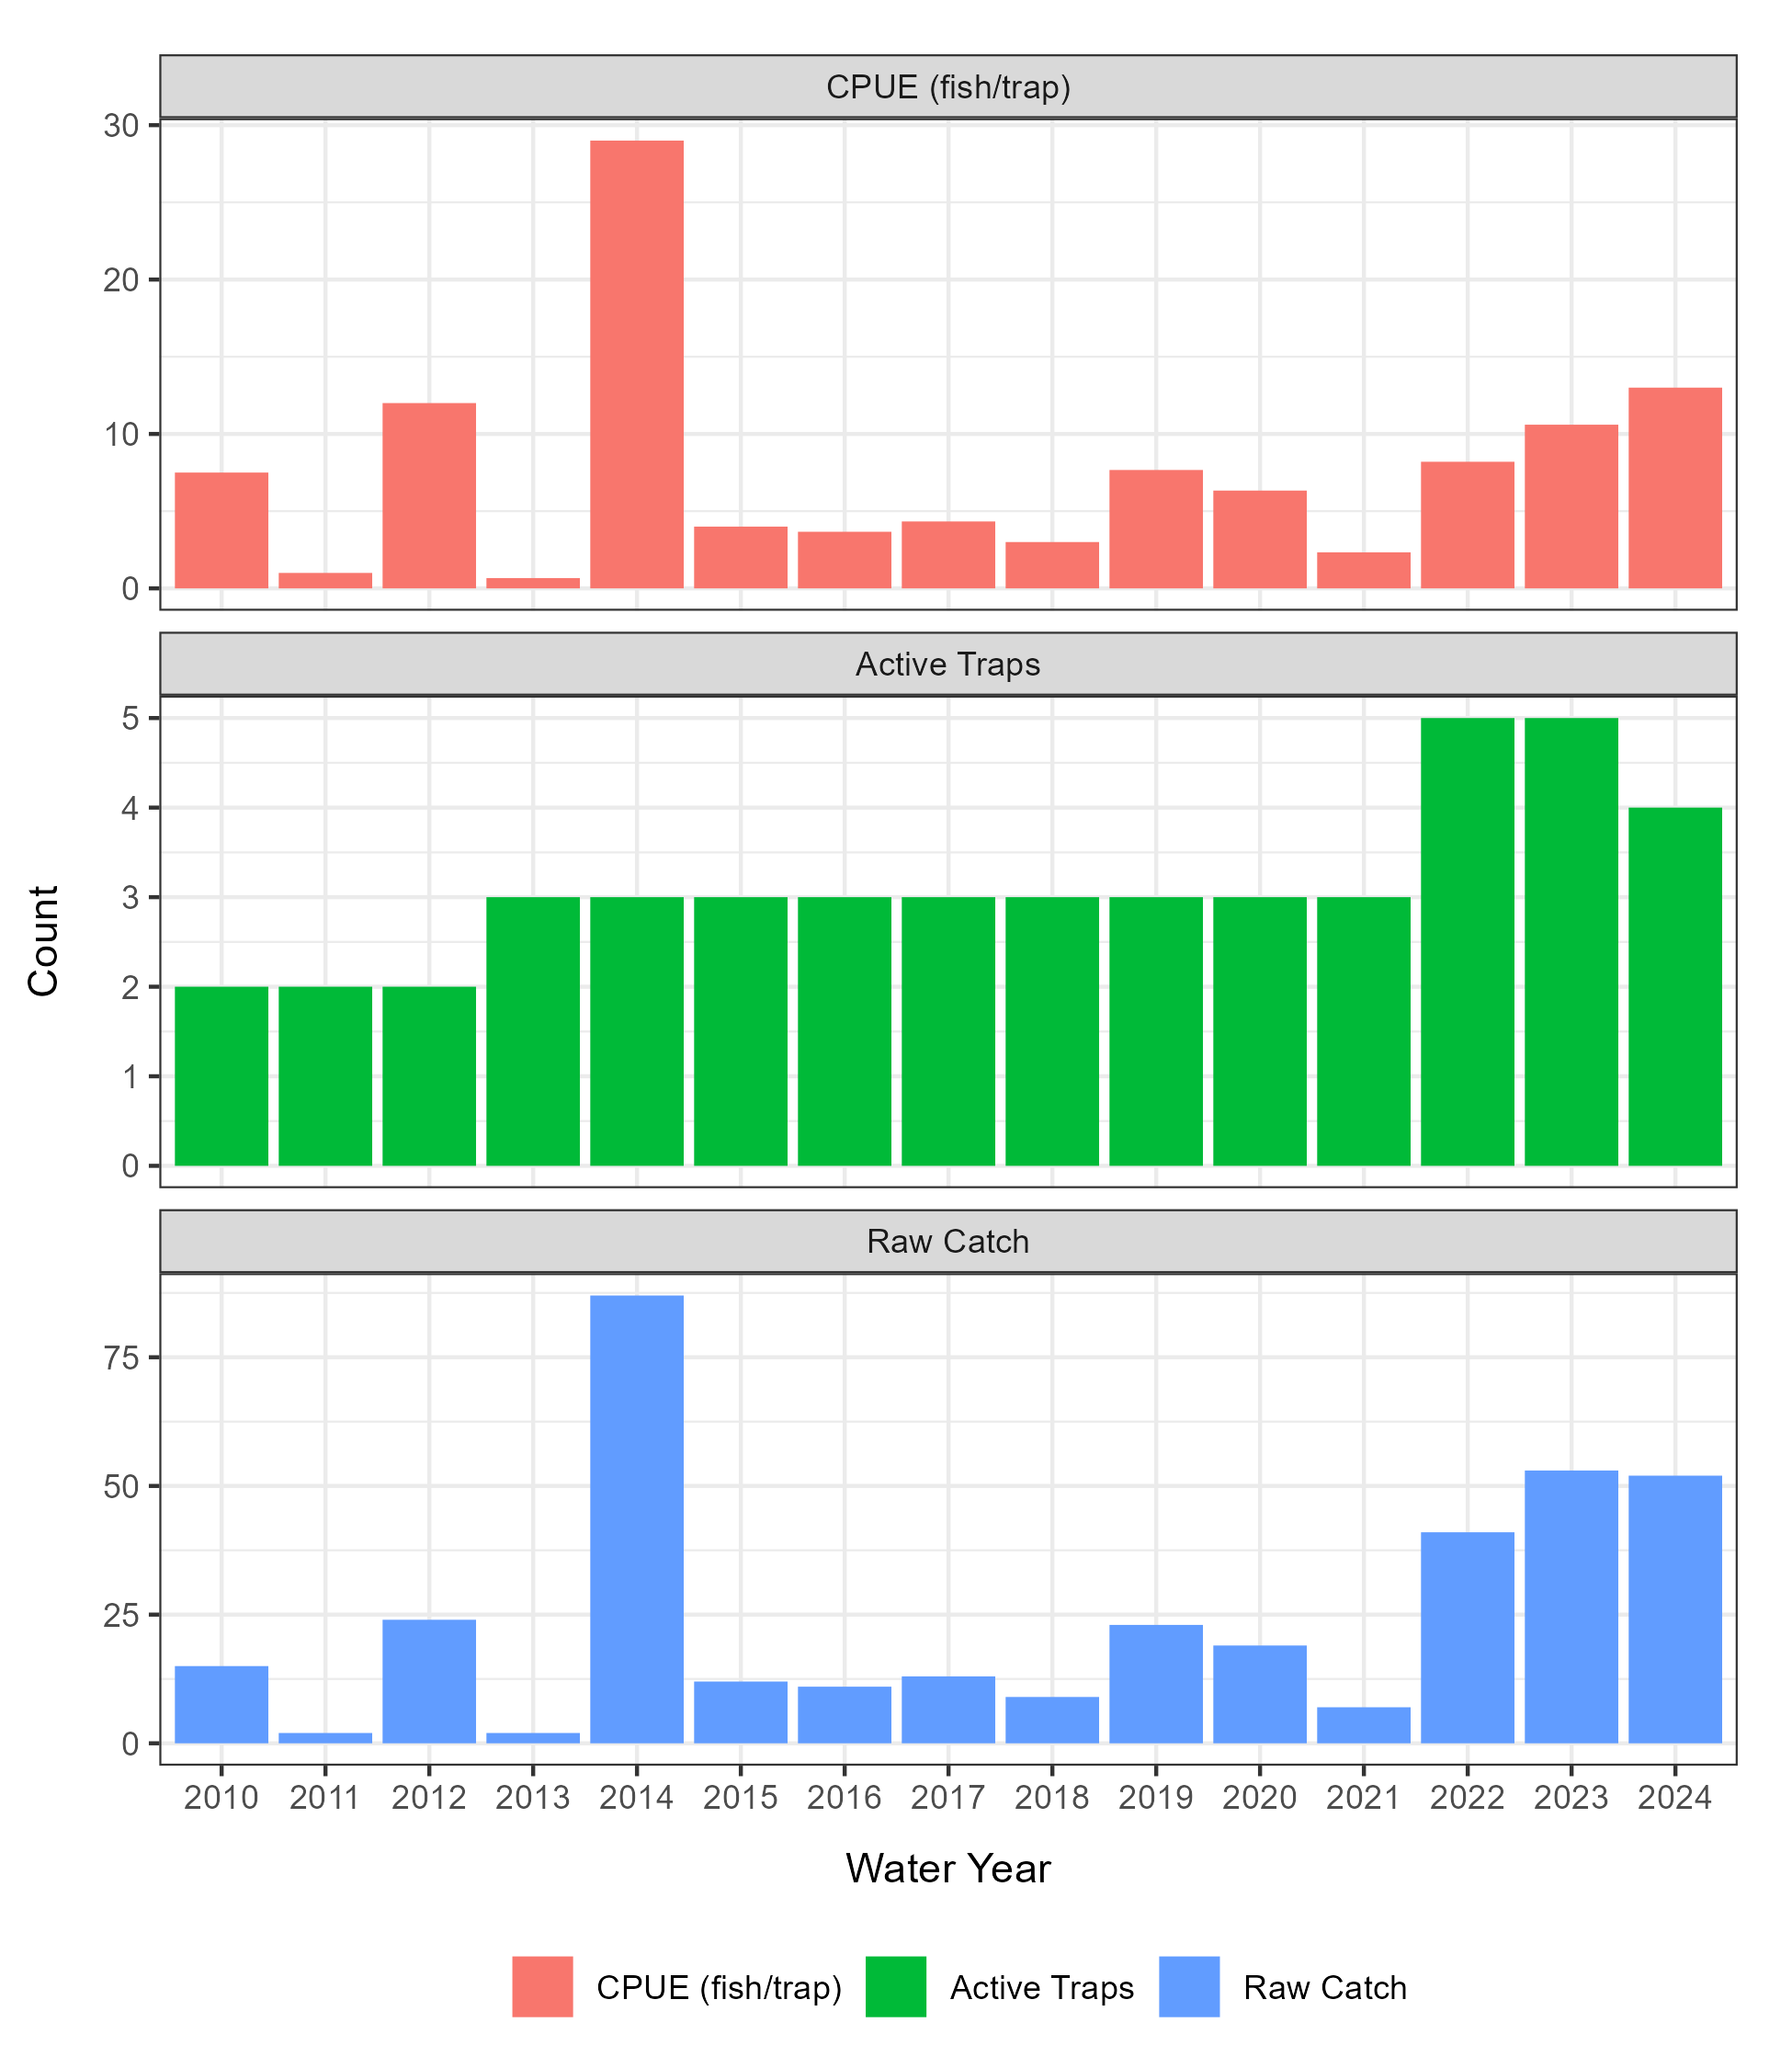 CPUE (fish/trap)
30
20
10
0
Active Traps
5
4
3
2
1
0
Count
Raw Catch
75
50
25
0
2010 2011 2012 2013 2014 2015 2016 2017 2018 2019 2020 2021 2022 2023 2024
Water Year
CPUE (fish/trap) Active Traps Raw Catch